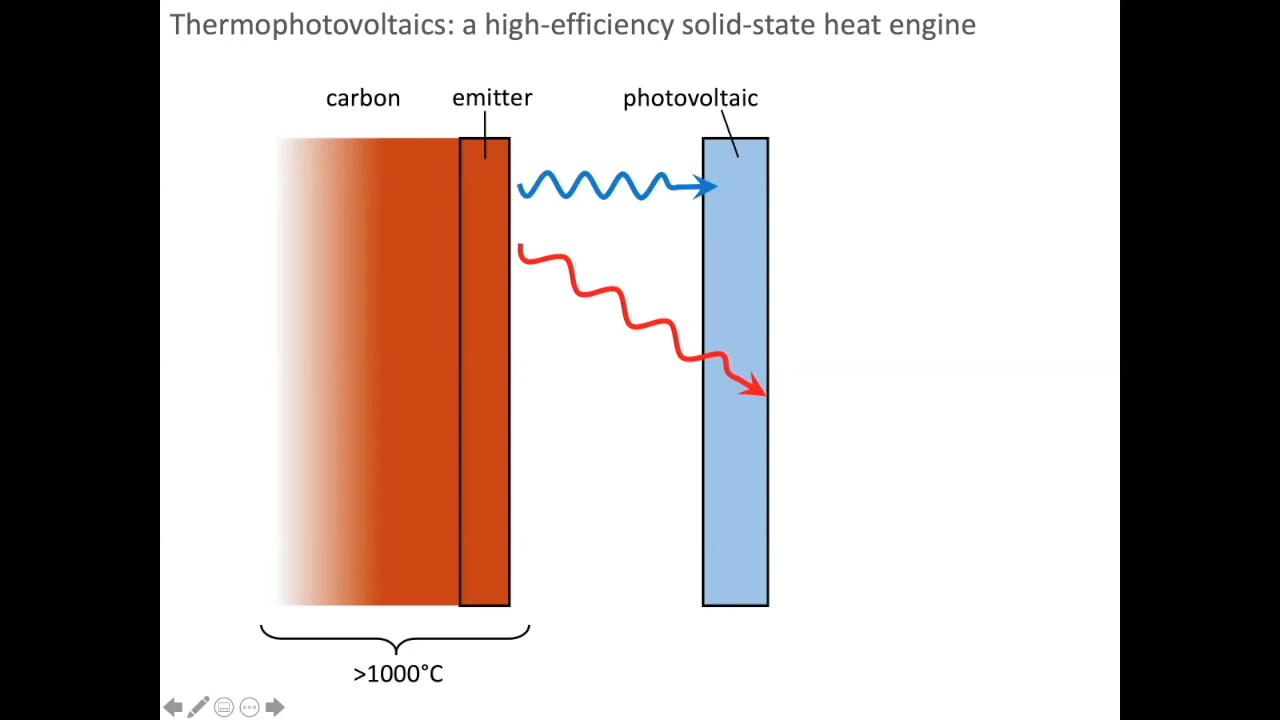 Thermophotovoltaics: a high-efficiency solid-state heat engine
carbon
emitter
photovoltaic
>1000°C